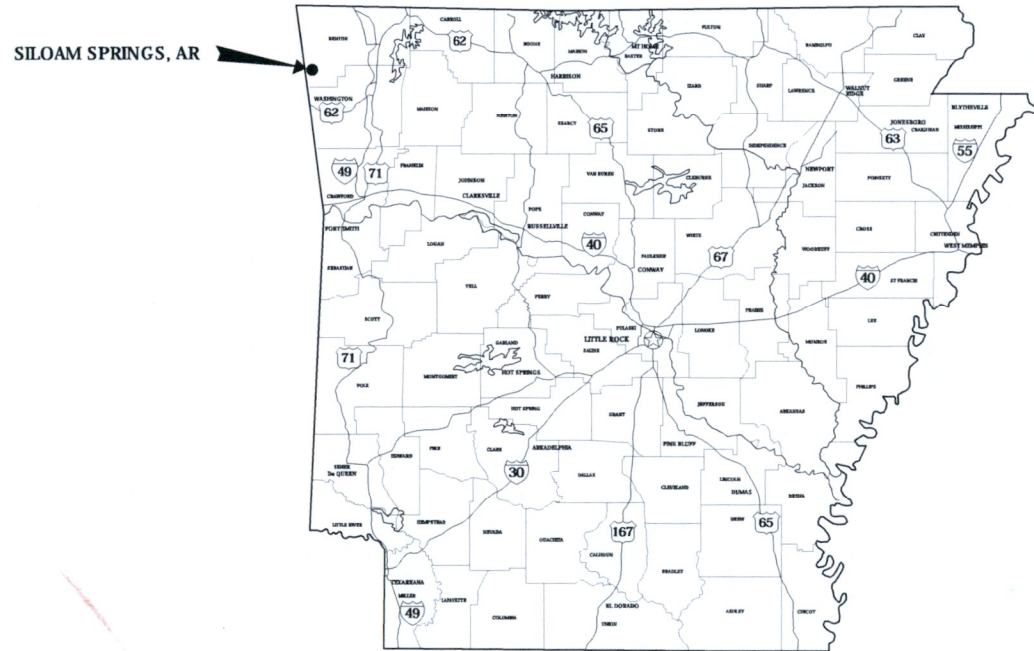 SILOAM SPRINGS, AR
BENTON
CARROLL
62
BOONE
MARION
MT HOME
BAXTER
FULTON
RANDOLPH
CLAY
HARRISON
IZARD
SHARP
LAWRENCE
WALNUT RIDGE
GREENE
WASHINGTON
62
MADISON
NEWTON
SEARCY
65
STONE
INDEPENDENCE
JONESBORO
CRAIGHEAD
63
BLYTHEVILLE
MISSISSIPPI
55
49
71
FRANKLIN
JOHNSON
CLARKSVILLE
VAN BUREN
CLEBURNE
NEWPORT
JACKSON
POINSETT
CRAWFORD
POPE
RUSSELLVILLE
CONWAY
40
WHITE
67
WOODRUFF
CROSS
CRITTENDEN
WEST MEMPHIS
FORT SMITH
LOGAN
FAULKNER
CONWAY
40
ST FRANCIS
SEBASTIAN
YELL
PERRY
PRAIRIE
SCOTT
PULASKI
LITTLE ROCK
SALINE
LONOKE
MONROE
LEE
GARLAND
HOT SPRINGS
71
POLK
MONTGOMERY
PHILLIPS
HOT SPRING
GRANT
JEFFERSON
ARKANSAS
PIKE
CLARK
ARKADELPHIA
PINE BLUFF
HOWARD
SEVIER
De QUEEN
30
DALLAS
CLEVELAND
LINCOLN
DUMAS
DESHA
LITTLE RIVER
HEMPSTEAD
NEVADA
OUACHITA
167
CALHOUN
DREW
65
BRADLEY
TEXARKANA
MILLER
49
LAFAYETTE
COLUMBIA
EL DORADO
UNION
ASHLEY
CHICOT